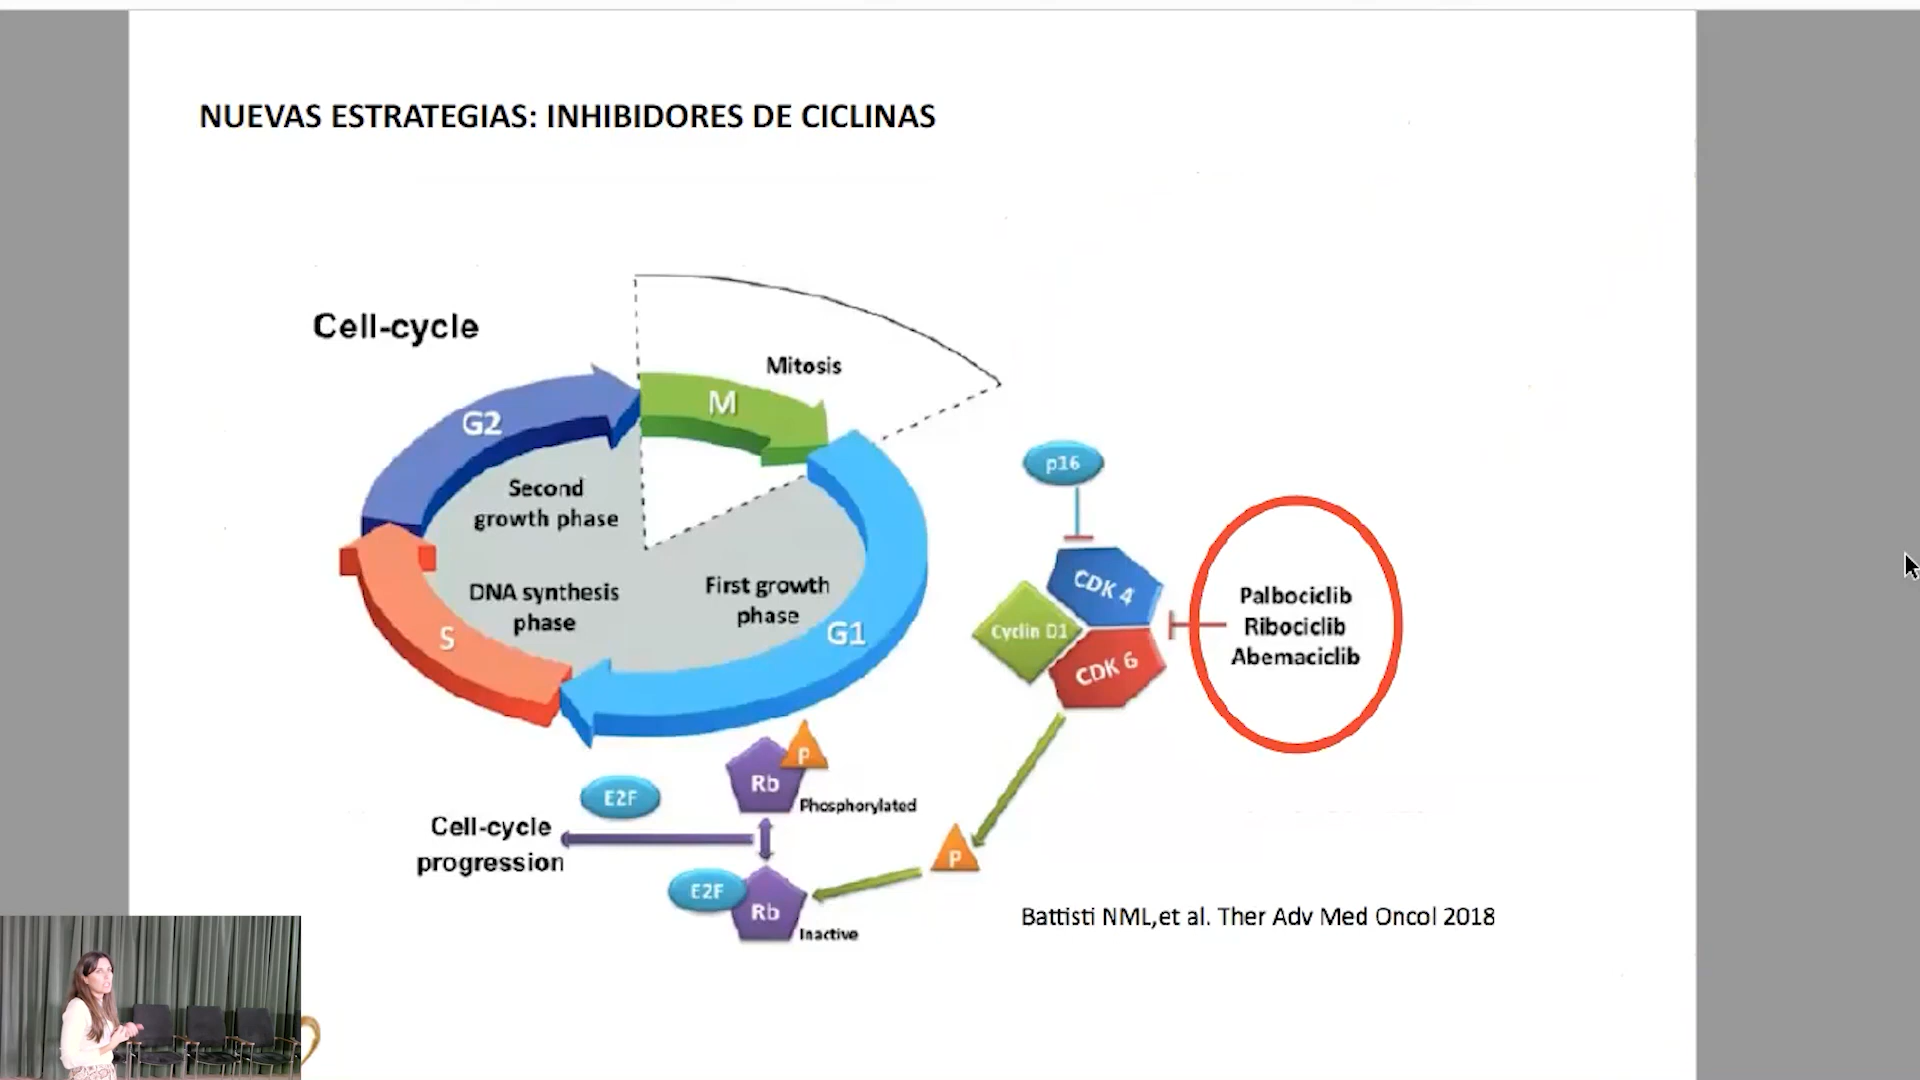 NUEVAS ESTRATEGIAS: INHIBIDORES DE CICLINAS
Cell-cycle
Mitosis
M
G2
Second
growth phase
p16
DNA synthesis
phase
First growth
phase
G1
S
CDK 4
Cyclin D1
CDK 6
Palbociclib
Ribociclib
Abemaciclib
P
Rb
Phosphorylated
E2F
Cell-cycle
progression
P
E2F
Rb
Inactive
Battisti NML,et al. Ther Adv Med Oncol 2018